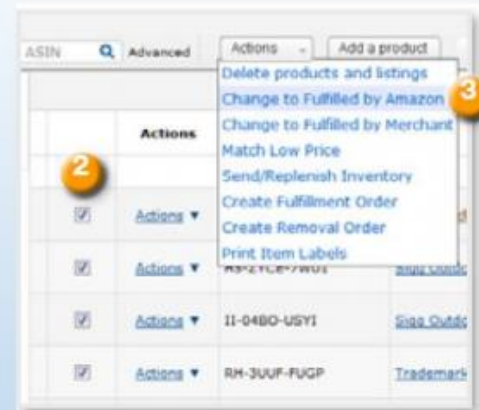 ASIN Advanced Actions Add a product
Delete products and listings
Change to Fulfilled by Amazon 3
Actions Change to Fulfilled by Merchant
Match Low Price
2 Send/Replenish Inventory
Create Fulfillment Order
Actions ▼
Create Removal Order
Print Item Labels
Actions ▼
Actions ▼ II-04BO-USYI Sigg Outdo
Actions ▼ RH-3UUF-FUGP Trademark